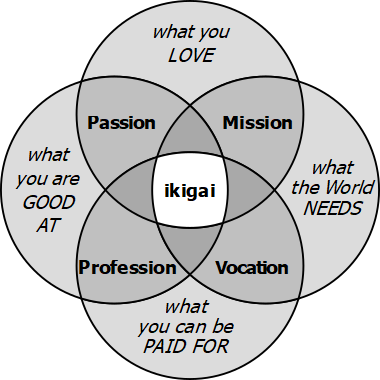 what you
LOVE
Passion
Mission
what
you are
GOOD
AT
what
the World
NEEDS
ikigai
Profession
Vocation
what
you can be
PAID FOR